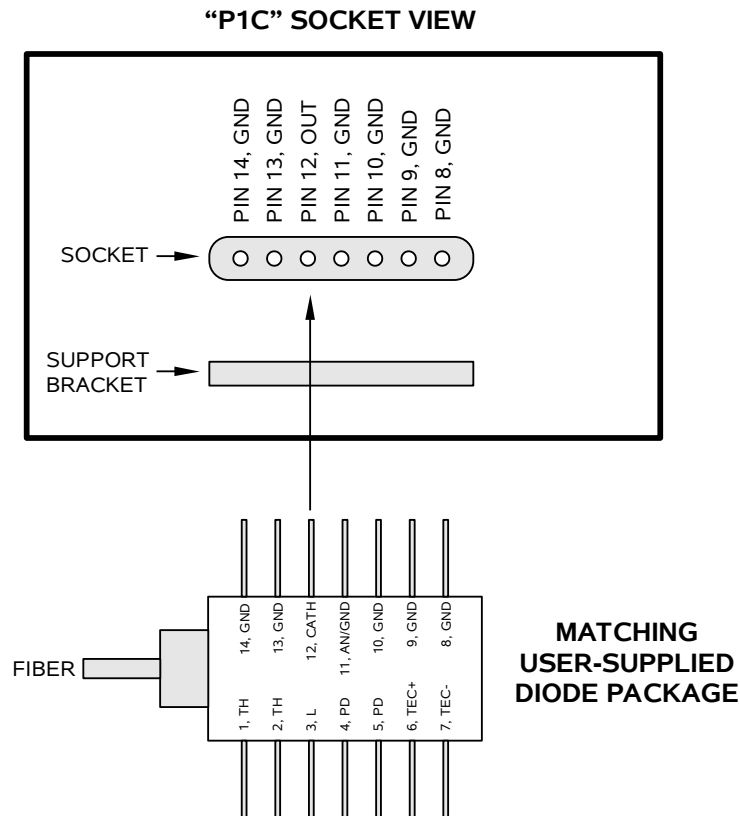 “P1C” SOCKET VIEW
PIN 14, GND
PIN 13, GND
PIN 12, OUT
PIN 11, GND
PIN 10, GND
PIN 9, GND
PIN 8, GND
SOCKET
SUPPORT
BRACKET
14, GND
13, GND
12, CATH
11, AN/GND
10, GND
9, GND
8, GND
FIBER
1, TH
2, TH
3, L
4, PD
5, PD
6, TEC+
7, TEC-
MATCHING
USER-SUPPLIED
DIODE PACKAGE